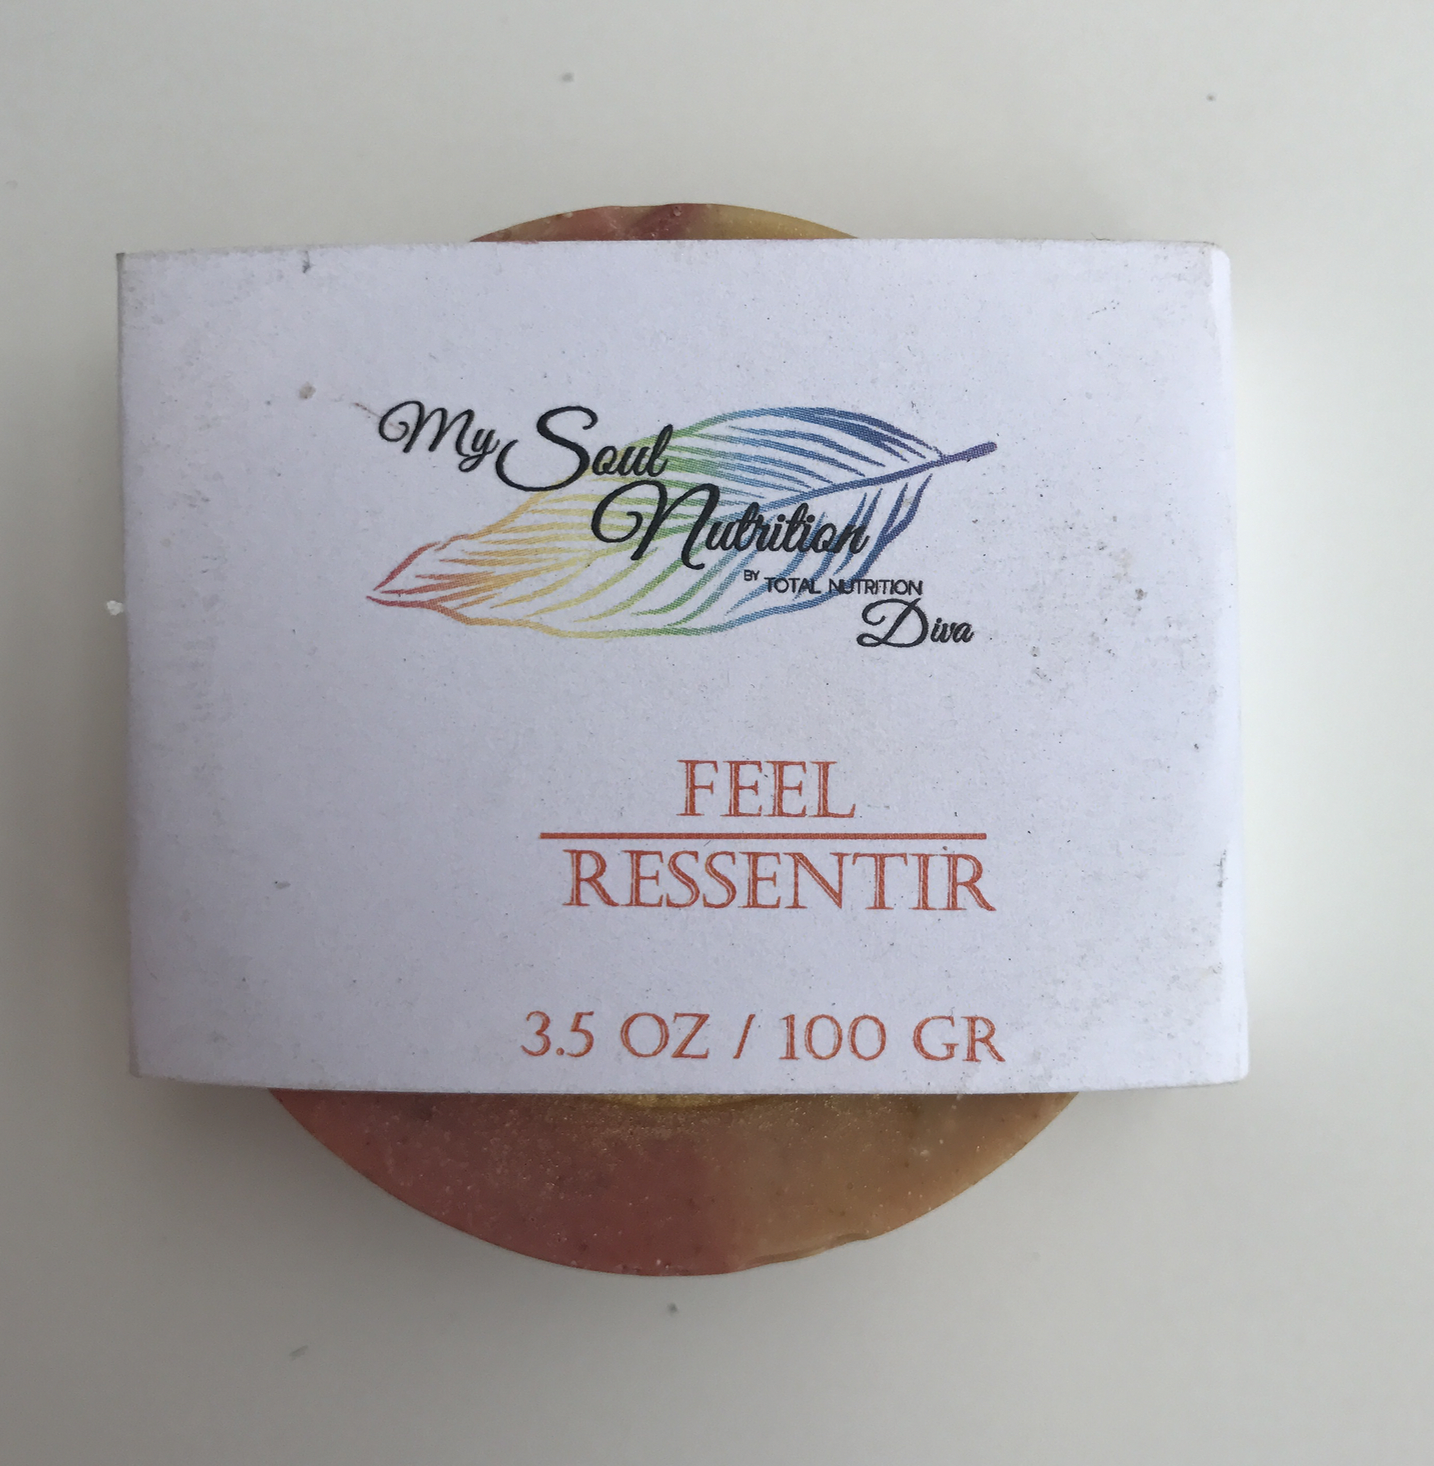 My Soul
Nutrition
BY TOTAL NUTRITION
Diva
FEEL
RESSENTIR
3.5 OZ / 100 GR